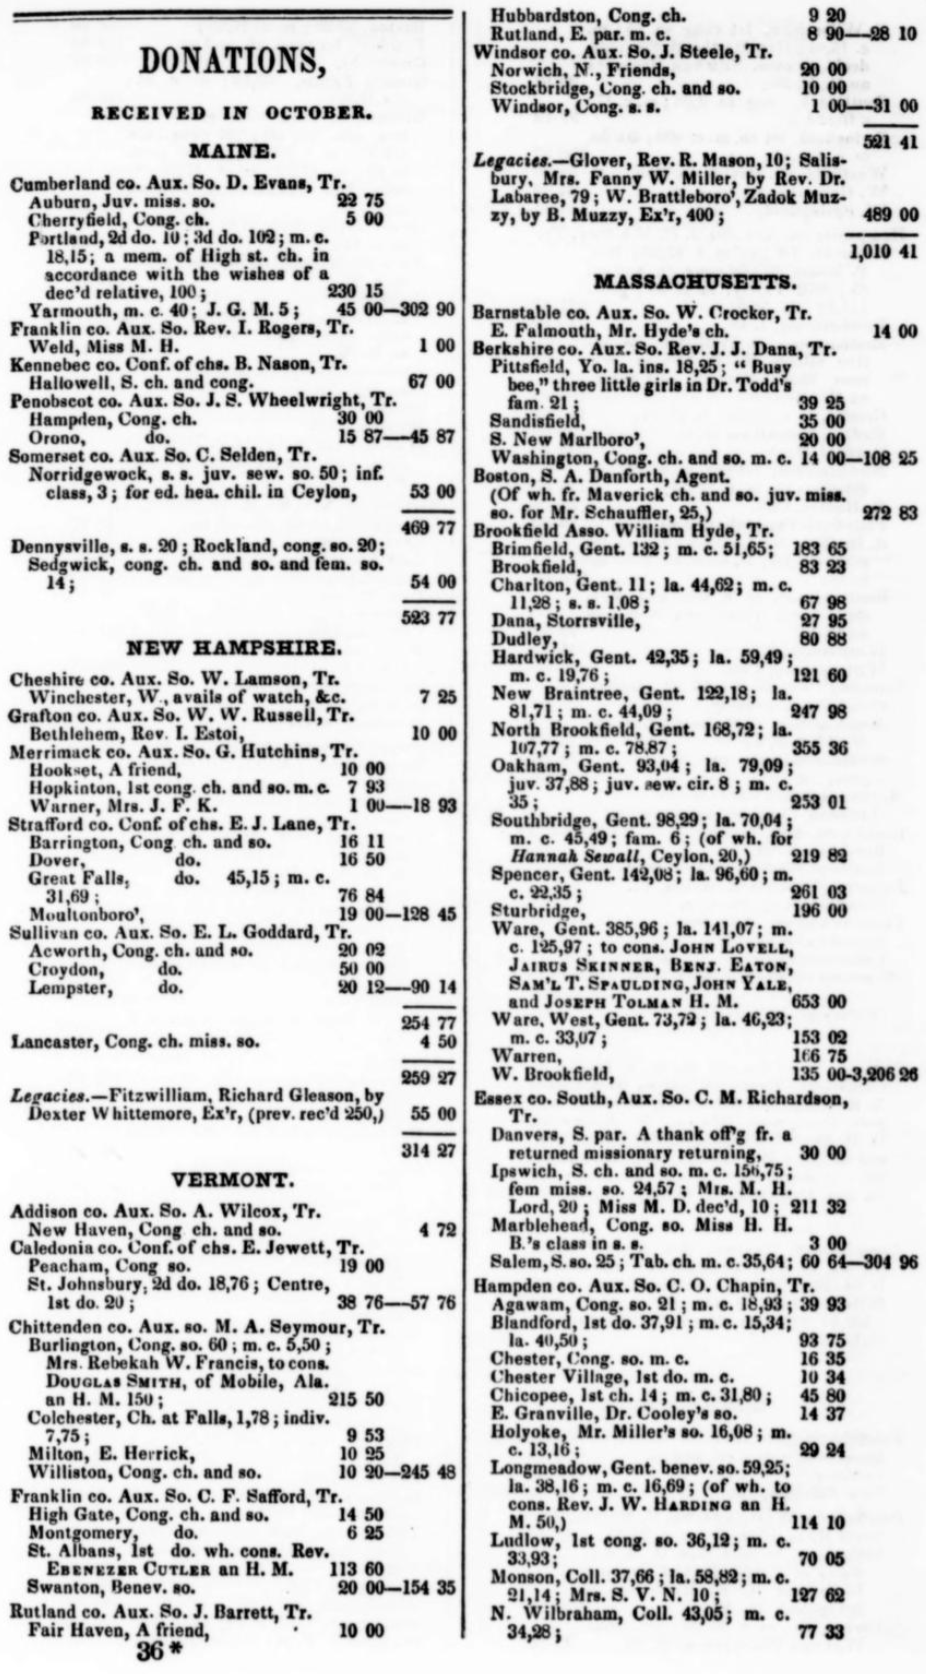 DONATIONS,
RECEIVED IN OCTOBER.
MAINE.
Cumberland co. Aux. So. D. Evans, Tr.
Auburn, Juv. miss. so. 22 75
Cherryfield, Cong. ch. 5 00
Portland, 2d do. 10; 3d do. 102; m. c.
18,15; a mem. of High st. ch. in
accordance with the wishes of a
dec'd relative, 100; 230 15
Yarmouth, m. c. 40; J. G. M. 5; 45 00—302 90
Franklin co. Aux. So. Rev. I. Rogers, Tr.
Weld, Miss M. H. 1 00
Kennebec co. Conf. of chs. B. Nason, Tr.
Hallowell, S. ch. and cong. 67 00
Penobscot co. Aux. So. J. S. Wheelwright, Tr.
Hampden, Cong. ch. 30 00
Orono, do. 15 87—45 87
Somerset co. Aux. So. C. Selden, Tr.
Norridgewock, s. s. juv. sew. so. 50; inf.
class, 3; for ed. hea. chil. in Ceylon, 53 00
469 77
Dennysville, s. s. 20; Rockland, cong. so. 20;
Sedgwick, cong. ch. and so. and fem. so.
14; 54 00
523 77
NEW HAMPSHIRE.
Cheshire co. Aux. So. W. Lamson, Tr.
Winchester, W., avails of watch, &c. 7 25
Grafton co. Aux. So. W. W. Russell, Tr.
Bethlehem, Rev. I. Estoi, 10 00
Merrimack co. Aux. So. G. Hutchins, Tr.
Hookset, A friend, 10 00
Hopkinton, 1st cong. ch. and so. m. c. 7 93
Warner, Mrs. J. F. K. 1 00—18 93
Strafford co. Conf. of chs. E. J. Lane, Tr.
Barrington, Cong ch. and so. 16 11
Dover, do. 16 50
Great Falls, do. 45,15; m. c.
31,69; 76 84
Moultonboro', 19 00—128 45
Sullivan co. Aux. So. E. L. Goddard, Tr.
Acworth, Cong. ch. and so. 20 02
Croydon, do. 50 00
Lempster, do. 20 12—90 14
254 77
Lancaster, Cong. ch. miss. so. 4 50
259 27
Legacies.—Fitzwilliam, Richard Gleason, by
Dexter Whittemore, Ex'r, (prev. rec'd 250,) 55 00
314 27
VERMONT.
Addison co. Aux. So. A. Wilcox, Tr.
New Haven, Cong ch. and so. 4 72
Caledonia co. Conf. of chs. E. Jewett, Tr.
Peacham, Cong so. 19 00
St. Johnsbury, 2d do. 18,76; Centre,
1st do. 20; 38 76—57 76
Chittenden co. Aux. so. M. A. Seymour, Tr.
Burlington, Cong. so. 60; m. c. 5,50;
Mrs. Rebekah W. Francis, to cons.
DOUGLAS SMITH, of Mobile, Ala.
an H. M. 150; 215 50
Colchester, Ch. at Falls, 1,78; indiv.
7,75; 9 53
Milton, E. Herrick, 10 25
Williston, Cong. ch. and so. 10 20—245 48
Franklin co. Aux. So. C. F. Safford, Tr.
High Gate, Cong. ch. and so. 14 50
Montgomery, do. 6 25
St. Albans, 1st do. wh. cons. Rev.
EBENEZER CUTLER an H. M. 113 60
Swanton, Benev. so. 20 00—154 35
Rutland co. Aux. So. J. Barrett, Tr.
Fair Haven, A friend, 10 00
36*
Hubbardston, Cong. ch. 9 20
Rutland, E. par. m. c. 8 90—28 10
Windsor co. Aux. So. J. Steele, Tr.
Norwich, N., Friends, 20 00
Stockbridge, Cong. ch. and so. 10 00
Windsor, Cong. s. s. 1 00—31 00
521 41
Legacies.—Glover, Rev. R. Mason, 10; Salis-
bury, Mrs. Fanny W. Miller, by Rev. Dr.
Labaree, 79; W. Brattleboro', Zadok Muz-
zy, by B. Muzzy, Ex'r, 400; 489 00
1,010 41
MASSACHUSETTS.
Barnstable co. Aux. So. W. Crocker, Tr.
E. Falmouth, Mr. Hyde's ch. 14 00
Berkshire co. Aux. So. Rev. J. J. Dana, Tr.
Pittsfield, Yo. la. ins. 18,25; "Busy
bee," three little girls in Dr. Todd's
fam. 21; 39 25
Sandisfield, 35 00
S. New Marlboro', 20 00
Washington, Cong. ch. and so. m. c. 14 00—108 25
Boston, S. A. Danforth, Agent.
(Of wh. fr. Maverick ch. and so. juv. miss.
so. for Mr. Schauffler, 25,) 272 83
Brookfield Asso. William Hyde, Tr.
Brimfield, Gent. 132; m. c. 51,65; 183 65
Brookfield, 83 23
Charlton, Gent. 11; la. 44,62; m. c.
11,28; s. s. 1,08; 67 98
Dana, Storrsville, 27 95
Dudley, 80 88
Hardwick, Gent. 42,35; la. 59,49;
m. c. 19,76; 121 60
New Braintree, Gent. 122,18; la.
81,71; m. c. 44,09; 247 98
North Brookfield, Gent. 168,72; la.
107,77; m. c. 78,87; 355 36
Oakham, Gent. 93,04; la. 79,09;
juv. 37,88; juv. sew. cir. 8; m. c.
35; 253 01
Southbridge, Gent. 98,29; la. 70,04;
m. c. 45,49; fam. 6; (of wh. for
Hannah Sewall, Ceylon, 20,) 219 82
Spencer, Gent. 142,08; la. 96,60; m.
c. 22,35; 261 03
Sturbridge, 196 00
Ware, Gent. 385,96; la. 141,07; m.
c. 125,97; to cons. JOHN LOVELL,
JAIRUS SKINNER, BENJ. EATON,
SAM'L T. SPAULDING, JOHN YALE,
and JOSEPH TOLMAN H. M. 653 00
Ware, West, Gent. 73,72; la. 46,23;
m. c. 33,07; 153 02
Warren, 166 75
W. Brookfield, 135 00-3,206 26
Essex co. South, Aux. So. C. M. Richardson,
Tr.
Danvers, S. par. A thank off'g fr. a
returned missionary returning, 30 00
Ipswich, S. ch. and so. m. c. 156,75;
fem miss. so. 24,57; Mrs. M. H.
Lord, 20; Miss M. D. dec'd, 10; 211 32
Marblehead, Cong. so. Miss H. H.
B.'s class in s. s. 3 00
Salem, S. so. 25; Tab. ch. m. c. 35,64; 60 64—304 96
Hampden co. Aux. So. C. O. Chapin, Tr.
Agawam, Cong. so. 21; m. c. 18,93; 39 93
Blandford, 1st do. 37,91; m. c. 15,34;
la. 40,50; 93 75
Chester, Cong. so. m. c. 16 35
Chester Village, 1st do. m. c. 10 34
Chicopee, 1st ch. 14; m. c. 31,80; 45 80
E. Granville, Dr. Cooley's so. 14 37
Holyoke, Mr. Miller's so. 16,08; m.
c. 13,16; 29 24
Longmeadow, Gent. benev. so. 59,25;
la. 38,16; m. c. 16,69; (of wh. to
cons. Rev. J. W. HARDING an H.
M. 50,) 114 10
Ludlow, 1st cong. so. 36,12; m. c.
33,93; 70 05
Monson, Coll. 37,66; la. 58,82; m. c.
21,14; Mrs. S. V. N. 10; 127 62
N. Wilbraham, Coll. 43,05; m. c.
34,28; 77 33